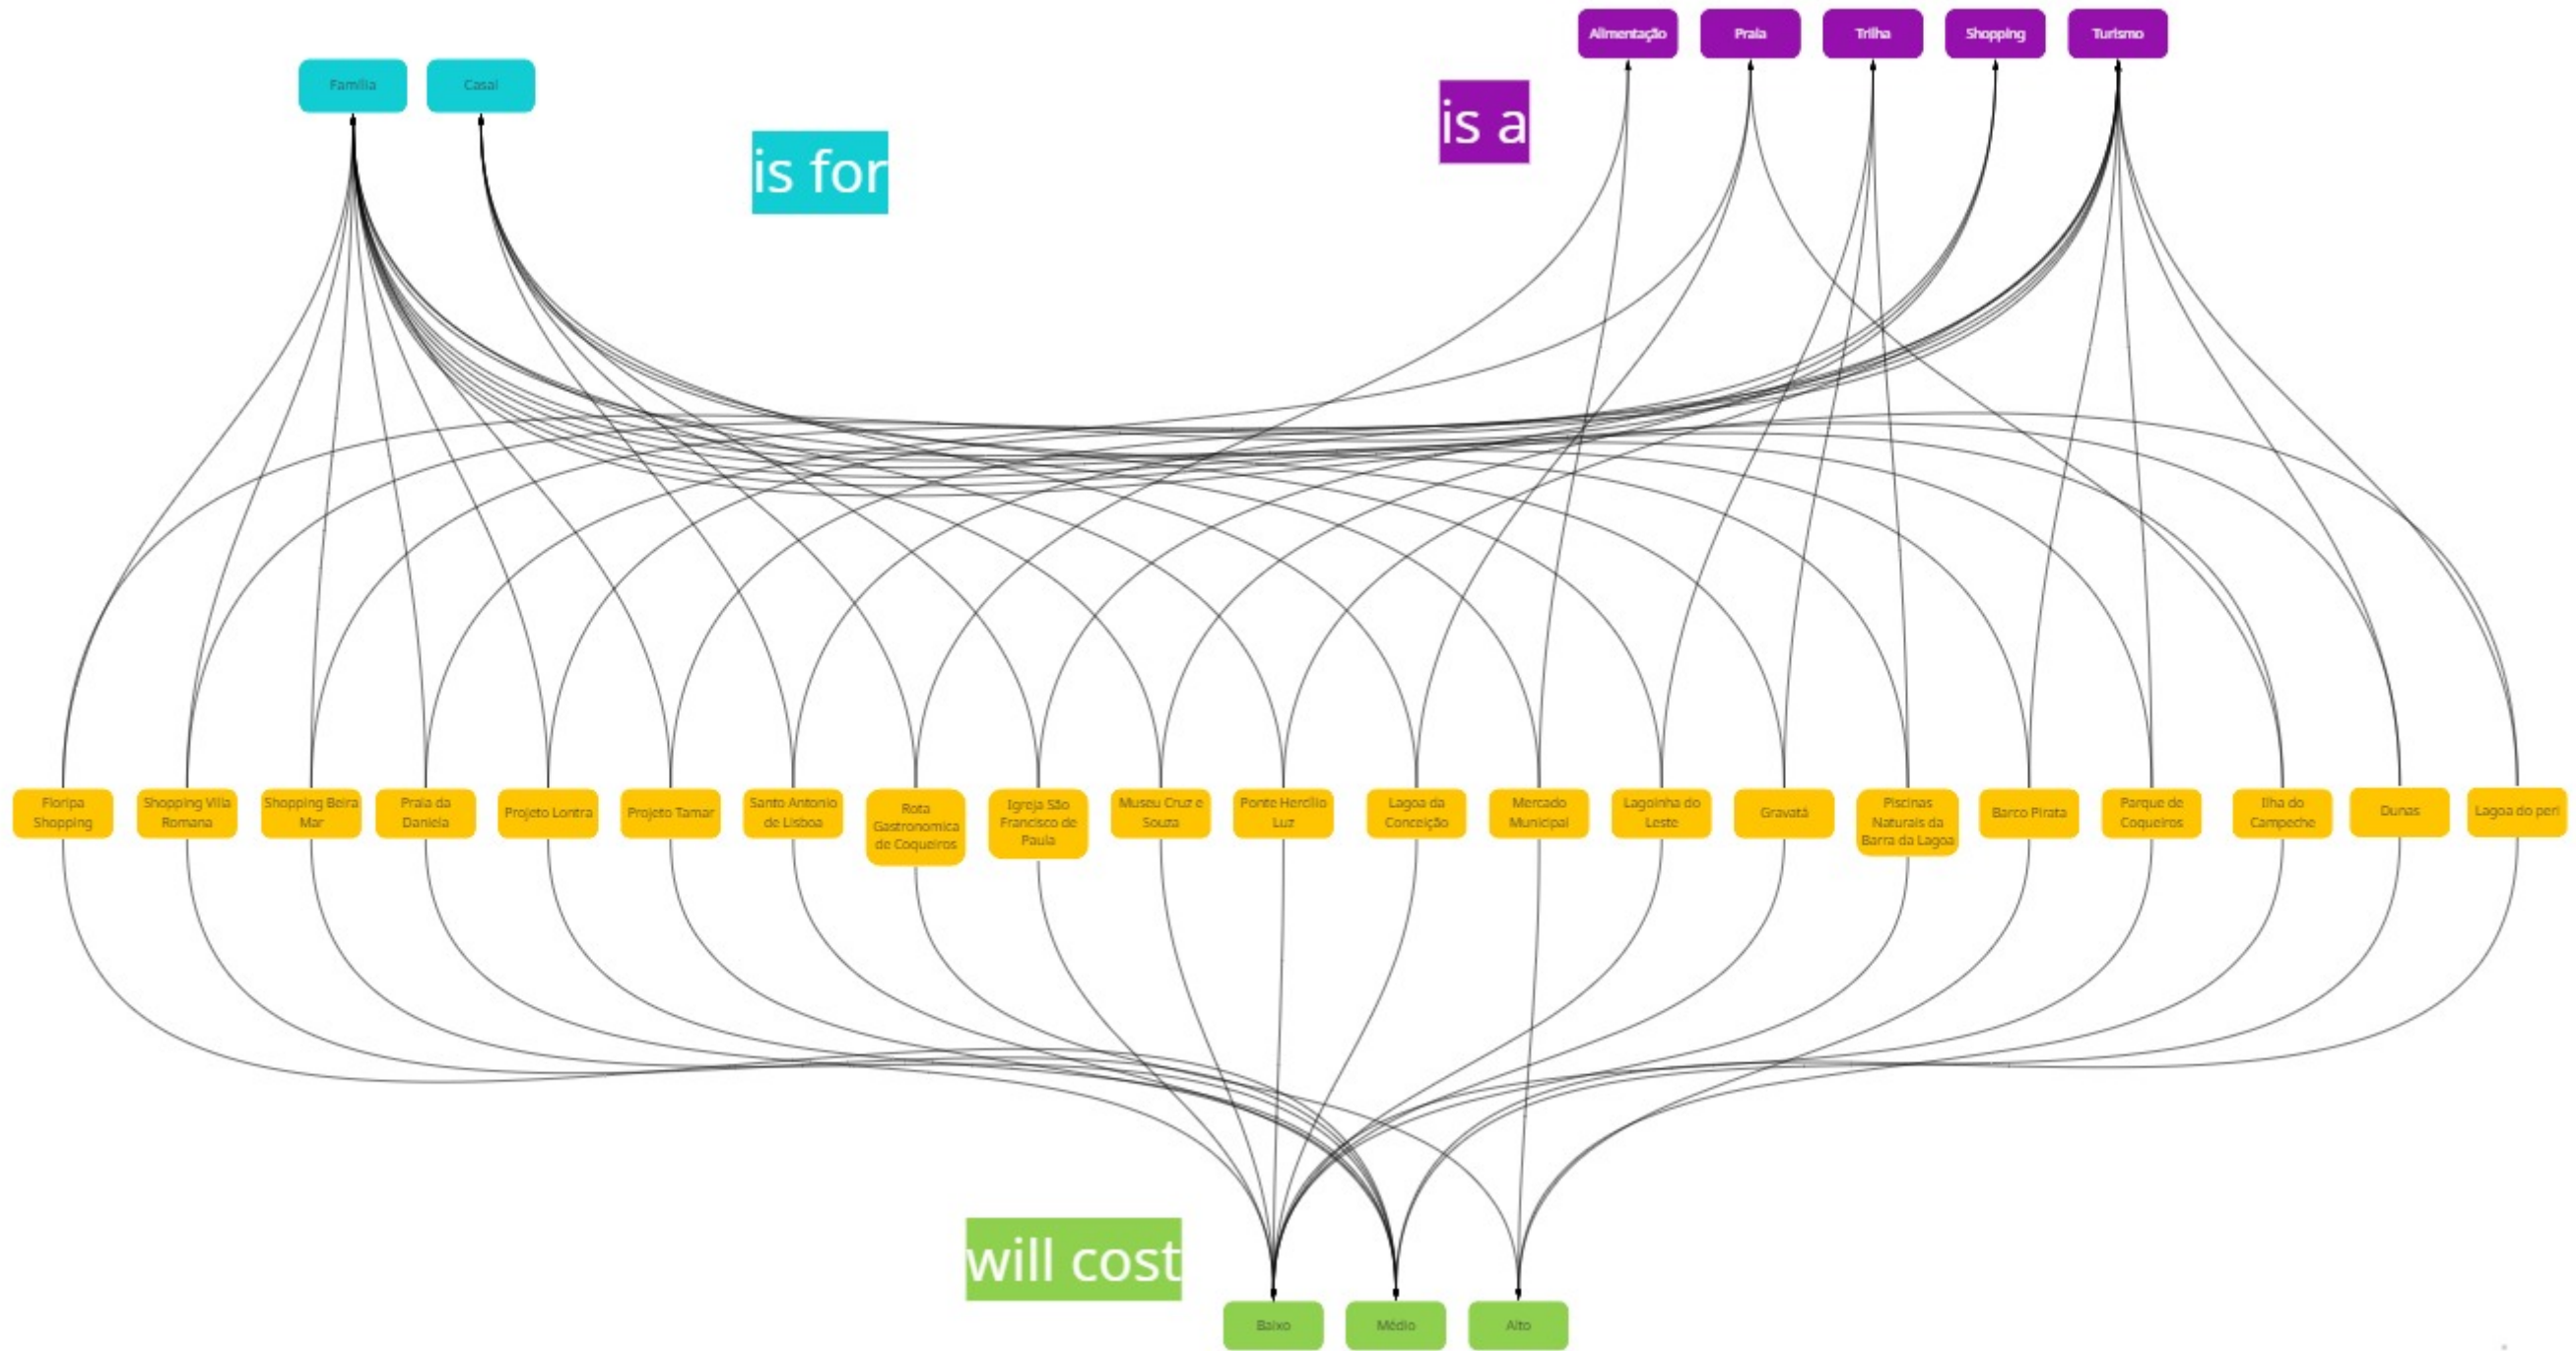 Alimentação
Praia
Trilha
Shopping
Turismo
Família
Casal
is a
is for
Floripa
Shopping
Shopping Villa
Romana
Shopping Beira
Mar
Praia da
Daniela
Projeto Lontra
Projeto Tamar
Santo Antonio
de Lisboa
Rota
Gastronomica
de Coqueiros
Igreja São
Francisco de
Paula
Museu Cruz e
Souza
Ponte Hercílio
Luz
Lagoa da
Conceição
Mercado
Municipal
Lagoinha do
Leste
Gravatá
Piscinas
Naturais da
Barra da Lagoa
Barco Pirata
Parque de
Coqueiros
Ilha do
Campeche
Dunas
Lagoa do peri
will cost
Baixo
Médio
Alto